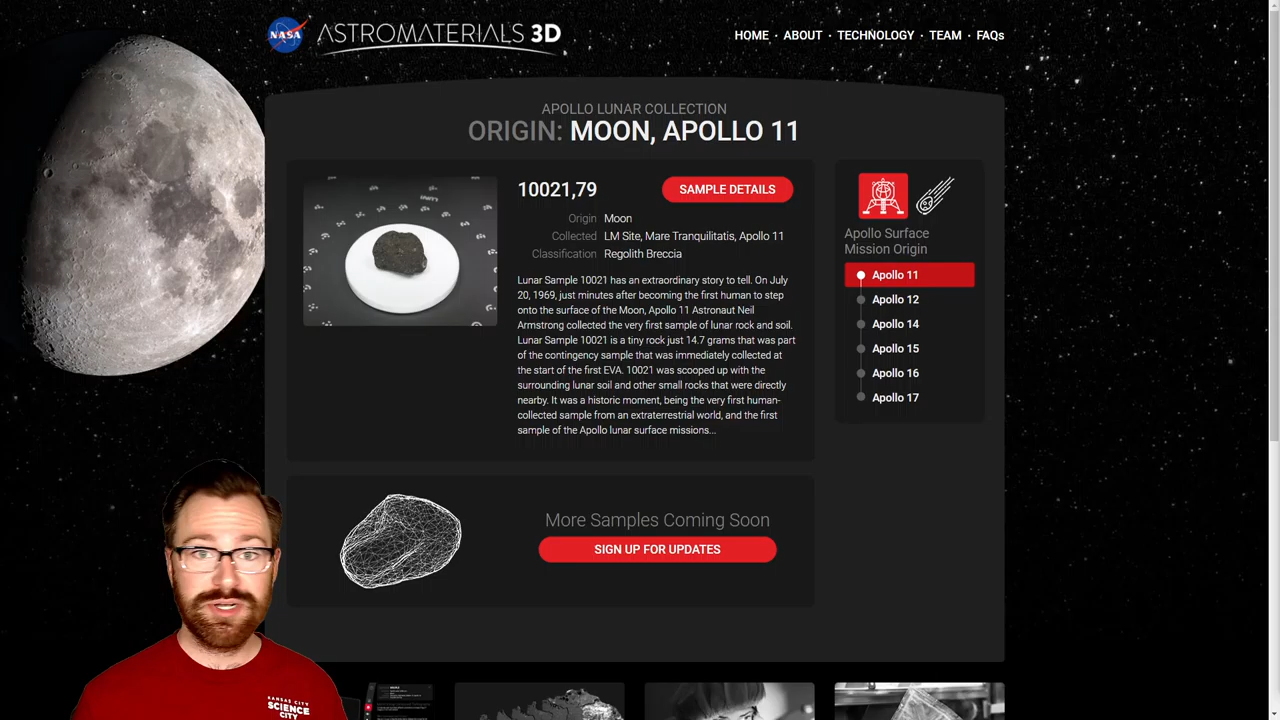 NASA
ASTROMATERIALS 3D
HOME · ABOUT · TECHNOLOGY · TEAM · FAQs
APOLLO LUNAR COLLECTION
ORIGIN: MOON, APOLLO 11
10021,79
SAMPLE DETAILS
Origin Moon
Collected LM Site, Mare Tranquilitatis, Apollo 11
Classification Regolith Breccia
Lunar Sample 10021 has an extraordinary story to tell. On July
20, 1969, just minutes after becoming the first human to step
onto the surface of the Moon, Apollo 11 Astronaut Neil
Armstrong collected the very first sample of lunar rock and soil.
Lunar Sample 10021 is a tiny rock just 14.7 grams that was part
of the contingency sample that was immediately collected at
the start of the first EVA. 10021 was scooped up with the
surrounding lunar soil and other small rocks that were directly
nearby. It was a historic moment, being the very first human-
collected sample from an extraterrestrial world, and the first
sample of the Apollo lunar surface missions...
Apollo Surface
Mission Origin
Apollo 11
Apollo 12
Apollo 14
Apollo 15
Apollo 16
Apollo 17
More Samples Coming Soon
SIGN UP FOR UPDATES
KANSAS CITY
SCIENCE
CITY